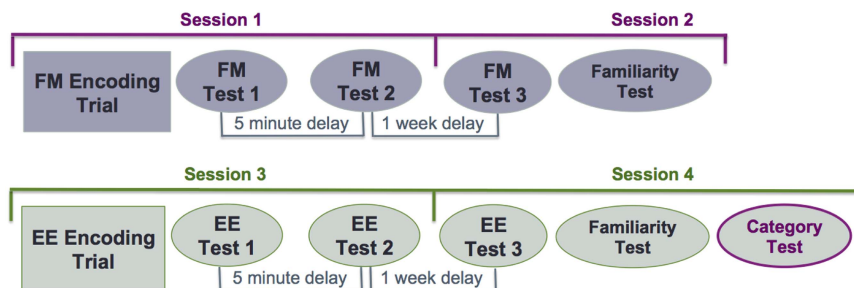 Session 1 Session 2
FM Encoding
Trial
FM
Test 1
FM
Test 2
FM
Test 3
Familiarity
Test
5 minute delay 1 week delay
Session 3 Session 4
EE Encoding
Trial
EE
Test 1
EE
Test 2
EE
Test 3
Familiarity
Test
Category
Test
5 minute delay 1 week delay